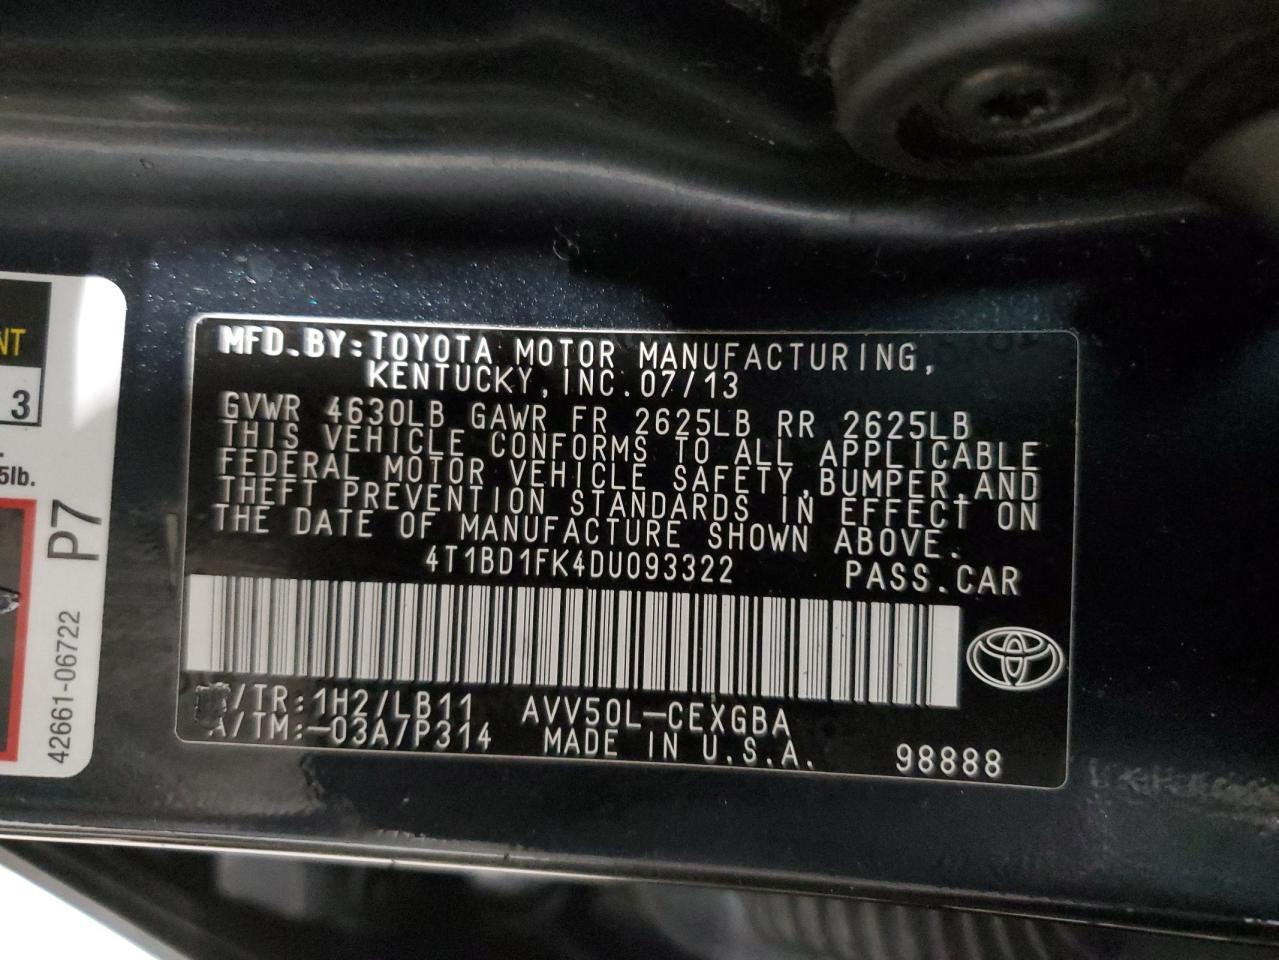 MFD.BY:TOYOTA MOTOR MANUFACTURING,
KENTUCKY,INC.07/13
GVWR 4630LB GAWR FR 2625LB RR 2625LB
THIS VEHICLE CONFORMS TO ALL APPLICABLE
FEDERAL MOTOR VEHICLE SAFETY,BUMPER,AND
THEFT PREVENTION STANDARDS IN EFFECT ON
THE DATE OF MANUFACTURE SHOWN ABOVE.
4T1BD1FK4DU093322 PASS.CAR
/TR:1H2/LB11 AVV50L-CEXGBA
A/TM:-03A/P314 MADE IN U.S.A. 98888
NT
3
5lb.
P7
42661-06722